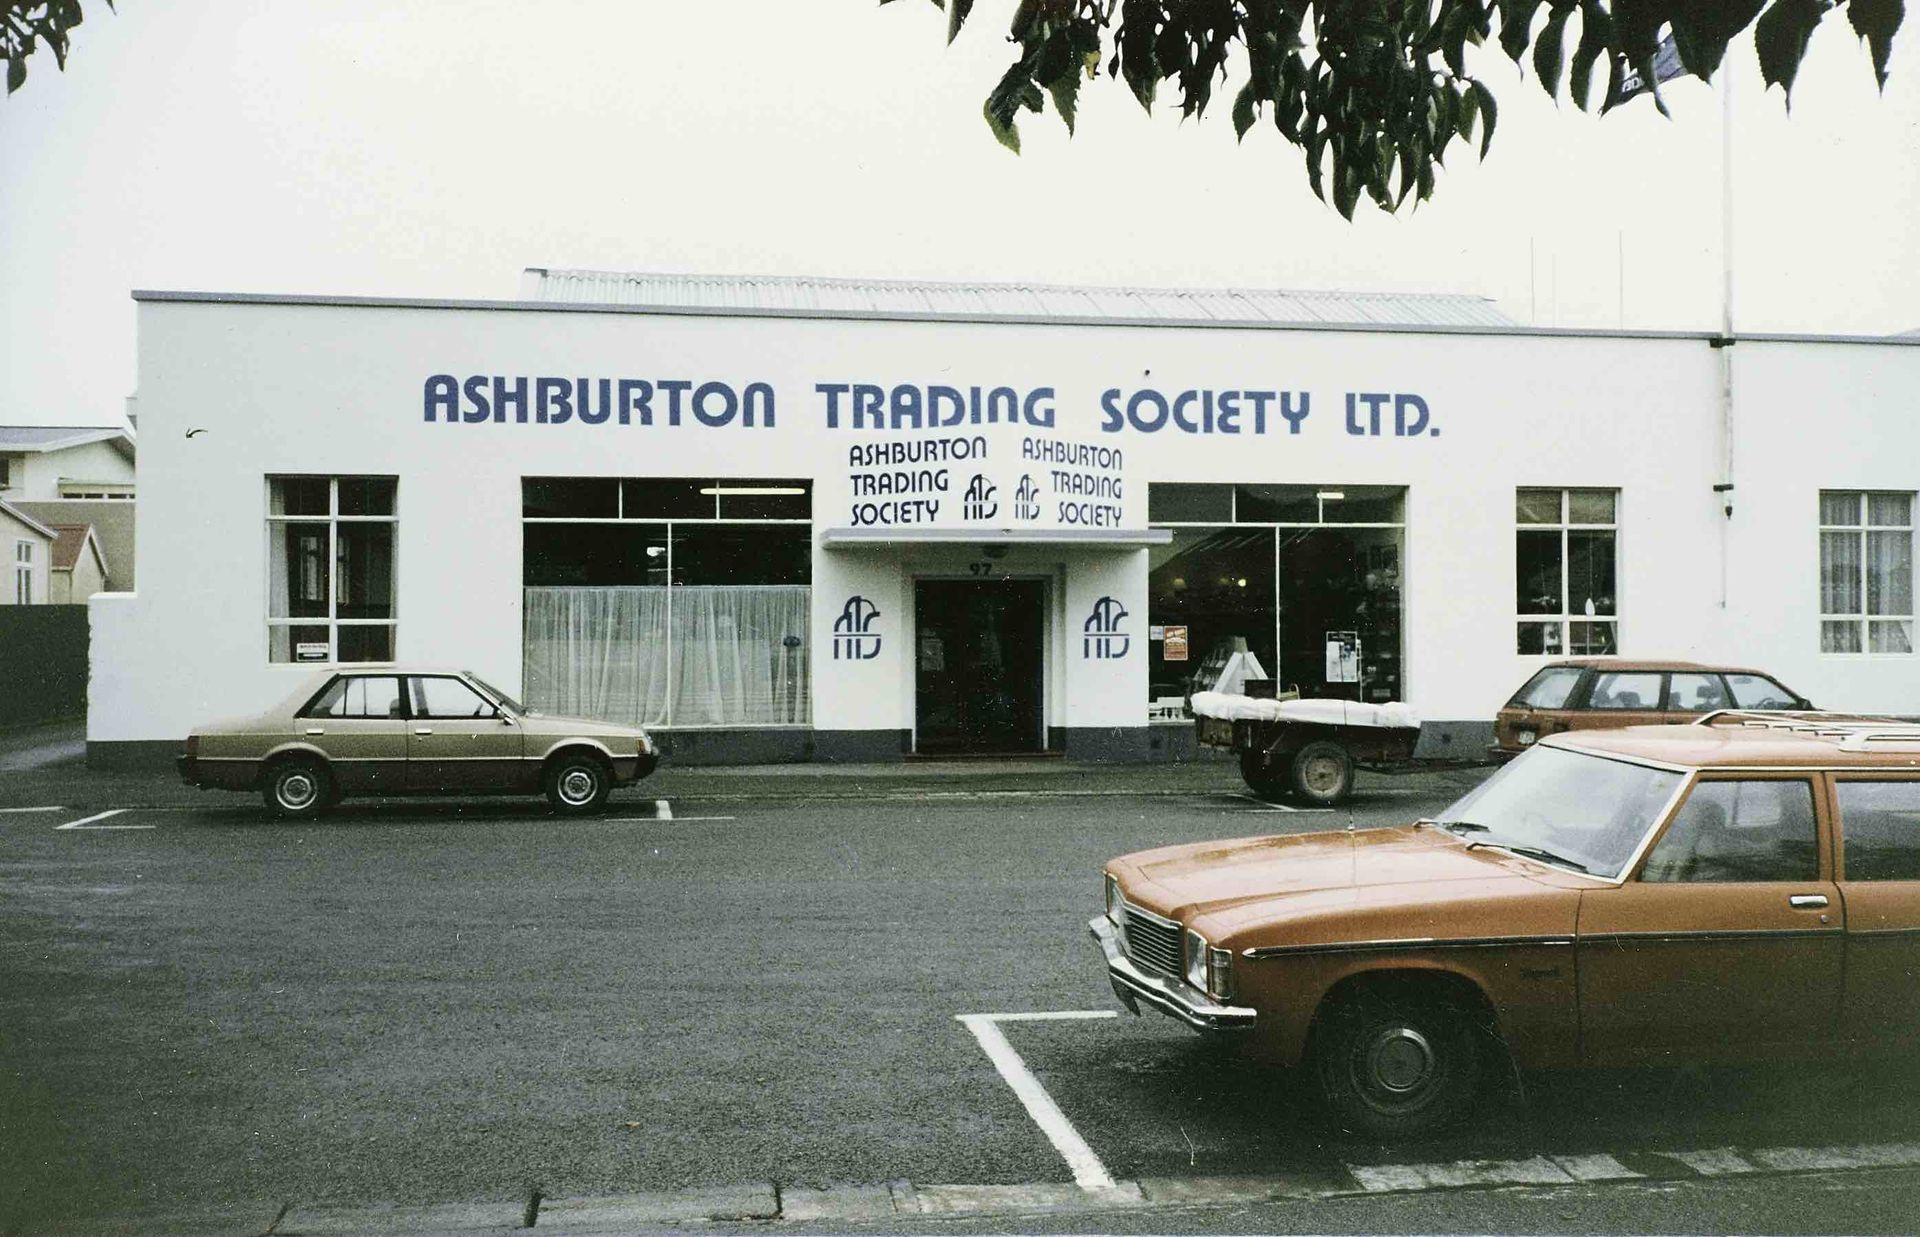 ASHBURTON TRADING SOCIETY LTD.
ASHBURTON
TRADING
SOCIETY
ATS
ASHBURTON
TRADING
SOCIETY
ATS
97
ATS
ATS